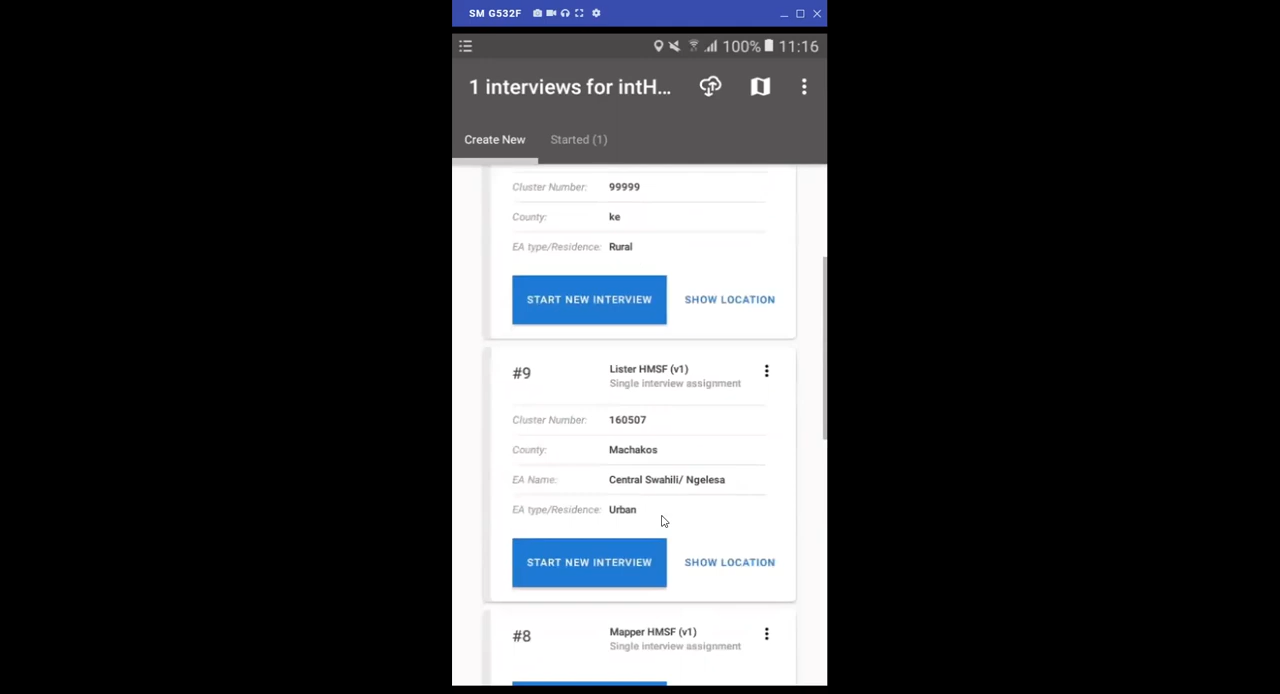 SM G532F
100% 11:16
1 interviews for intH...
Create New Started (1)
Cluster Number: 99999
County: ke
EA type/Residence: Rural
START NEW INTERVIEW SHOW LOCATION
#9 Lister HMSF (v1)
Single interview assignment
Cluster Number: 160507
County: Machakos
EA Name: Central Swahili/ Ngelesa
EA type/Residence: Urban
START NEW INTERVIEW SHOW LOCATION
#8 Mapper HMSF (v1)
Single interview assignment